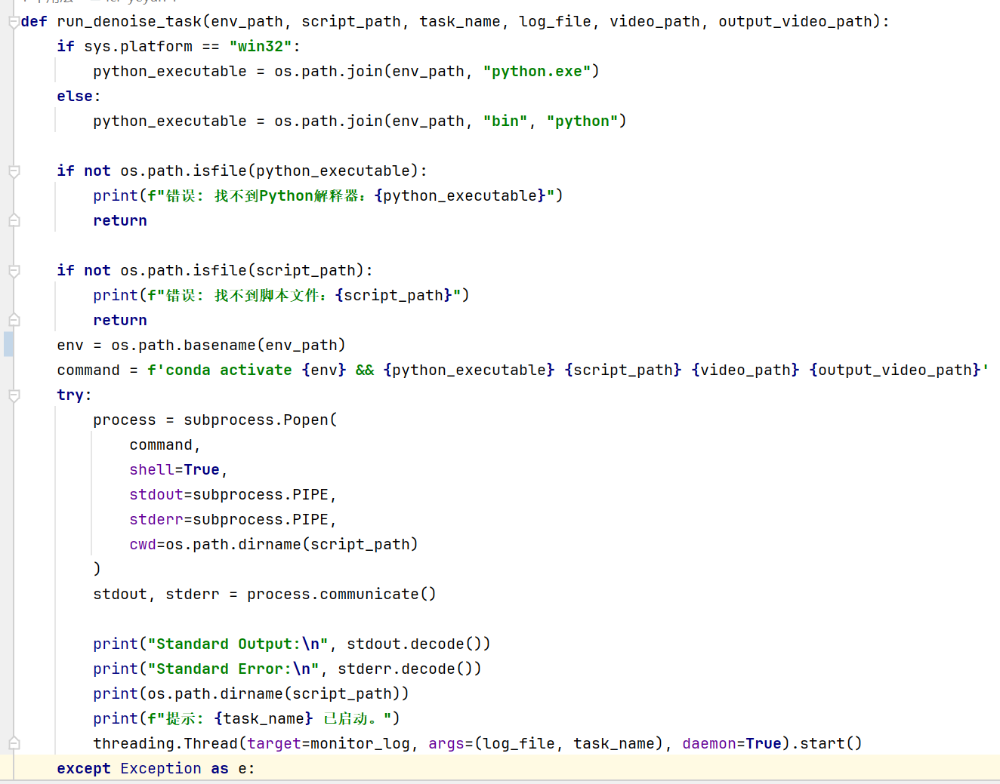 def run_denoise_task(env_path, script_path, task_name, log_file, video_path, output_video_path):
    if sys.platform == "win32":
        python_executable = os.path.join(env_path, "python.exe")
    else:
        python_executable = os.path.join(env_path, "bin", "python")

    if not os.path.isfile(python_executable):
        print(f"错误: 找不到Python解释器: {python_executable}")
        return

    if not os.path.isfile(script_path):
        print(f"错误: 找不到脚本文件: {script_path}")
        return
    env = os.path.basename(env_path)
    command = f'conda activate {env} && {python_executable} {script_path} {video_path} {output_video_path}'
    try:
        process = subprocess.Popen(
            command,
            shell=True,
            stdout=subprocess.PIPE,
            stderr=subprocess.PIPE,
            cwd=os.path.dirname(script_path)
        )
        stdout, stderr = process.communicate()

        print("Standard Output:\n", stdout.decode())
        print("Standard Error:\n", stderr.decode())
        print(os.path.dirname(script_path))
        print(f"提示: {task_name} 已启动。")
        threading.Thread(target=monitor_log, args=(log_file, task_name), daemon=True).start()
    except Exception as e: